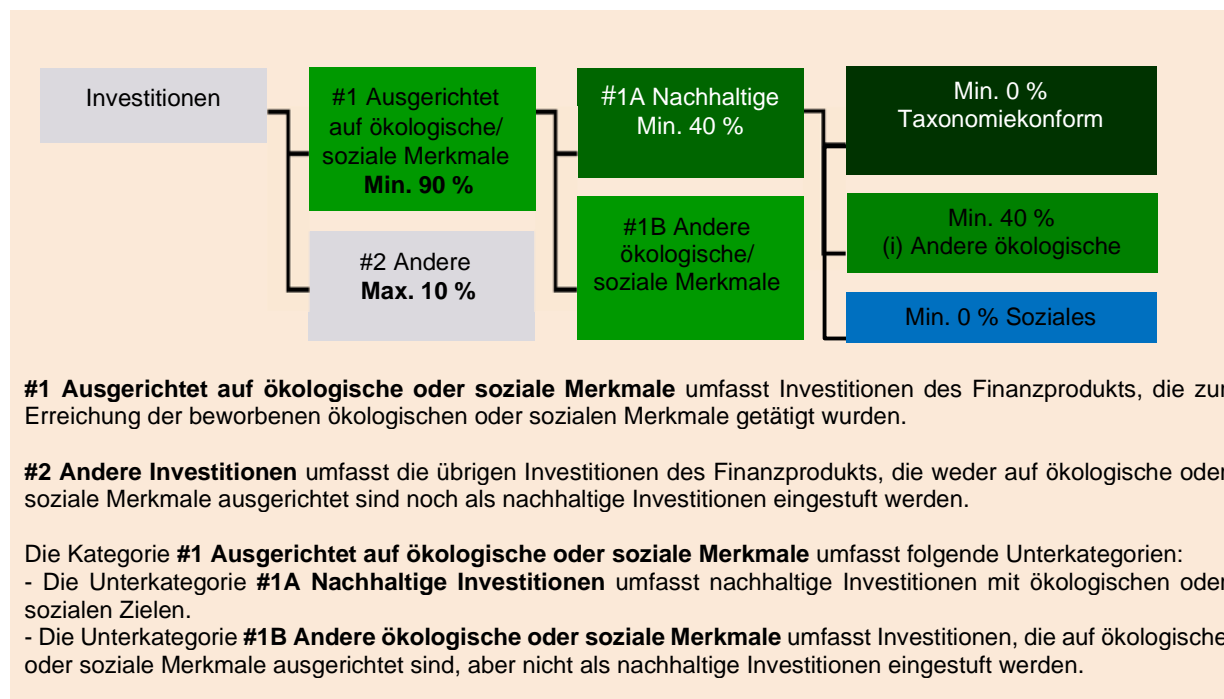 Investitionen
#1 Ausgerichtet
auf ökologische/
soziale Merkmale
Min. 90 %
#2 Andere
Max. 10 %
#1A Nachhaltige
Min. 40 %
#1B Andere
ökologische/
soziale Merkmale
Min. 0 %
Taxonomiekonform
Min. 40 %
(i) Andere ökologische
Min. 0 % Soziales
#1 Ausgerichtet auf ökologische oder soziale Merkmale umfasst Investitionen des Finanzprodukts, die zur
Erreichung der beworbenen ökologischen oder sozialen Merkmale getätigt wurden.
#2 Andere Investitionen umfasst die übrigen Investitionen des Finanzprodukts, die weder auf ökologische oder
soziale Merkmale ausgerichtet sind noch als nachhaltige Investitionen eingestuft werden.
Die Kategorie #1 Ausgerichtet auf ökologische oder soziale Merkmale umfasst folgende Unterkategorien:
- Die Unterkategorie #1A Nachhaltige Investitionen umfasst nachhaltige Investitionen mit ökologischen oder
sozialen Zielen.
- Die Unterkategorie #1B Andere ökologische oder soziale Merkmale umfasst Investitionen, die auf ökologische
oder soziale Merkmale ausgerichtet sind, aber nicht als nachhaltige Investitionen eingestuft werden.